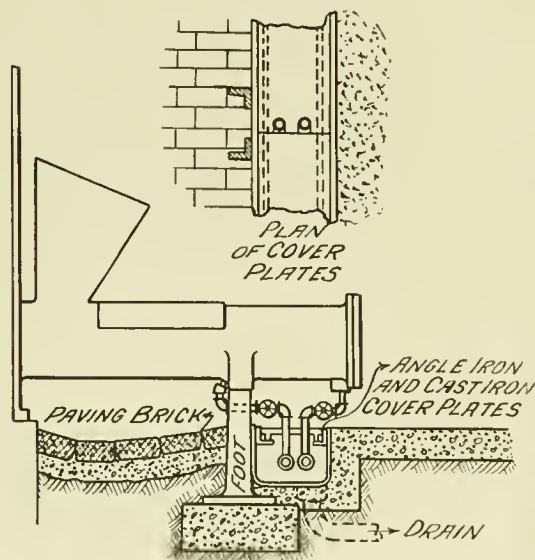 PLAN
OF COVER
PLATES
ANGLE IRON
AND CAST IRON
COVER PLATES
PAVING BRICK
FOOT
DRAIN